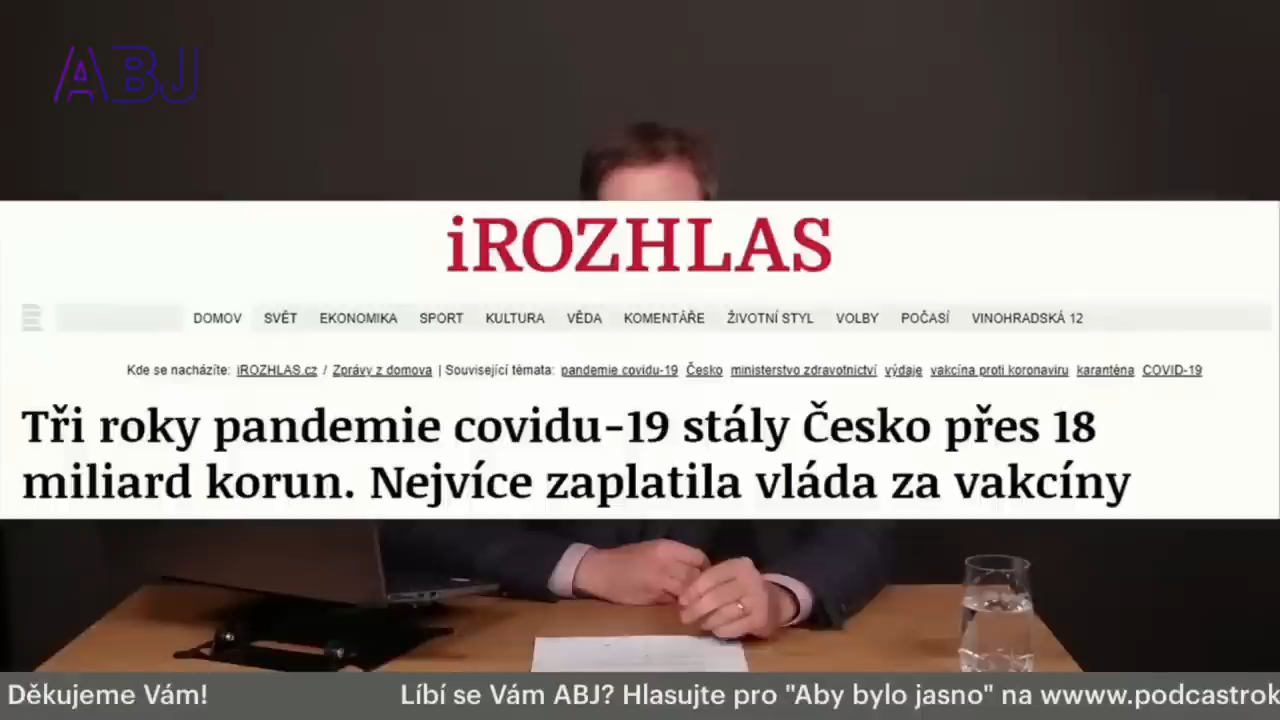 ABJ
iROZHLAS
DOMOV SVĚT EKONOMIKA SPORT KULTURA VĚDA KOMENTÁŘE ŽIVOTNÍ STYL VOLBY POČASÍ VINOHRADSKÁ 12
Kde se nacházíte: iROZHLAS.cz / Zprávy z domova | Související témata: pandemie covidu-19 Česko ministerstvo zdravotnictví výdaje vakcína proti koronaviru karanténa COVID-19
Tři roky pandemie covidu-19 stály Česko přes 18
miliard korun. Nejvíce zaplatila vláda za vakcíny
Děkujeme Vám! Líbí se Vám ABJ? Hlasujte pro "Aby bylo jasno" na wwww.podcastrok